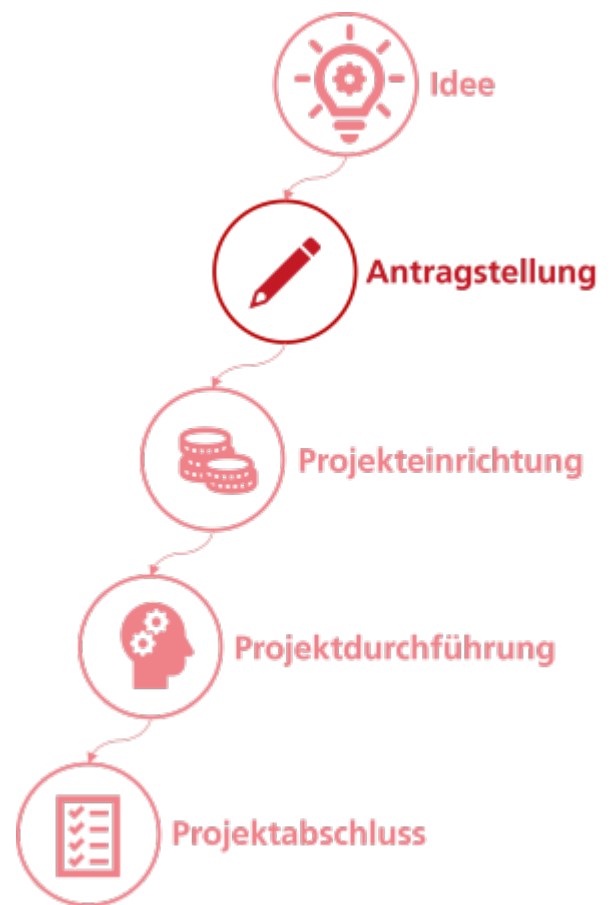 Idee
Antragstellung
Projekteinrichtung
Projektdurchführung
Projektabschluss